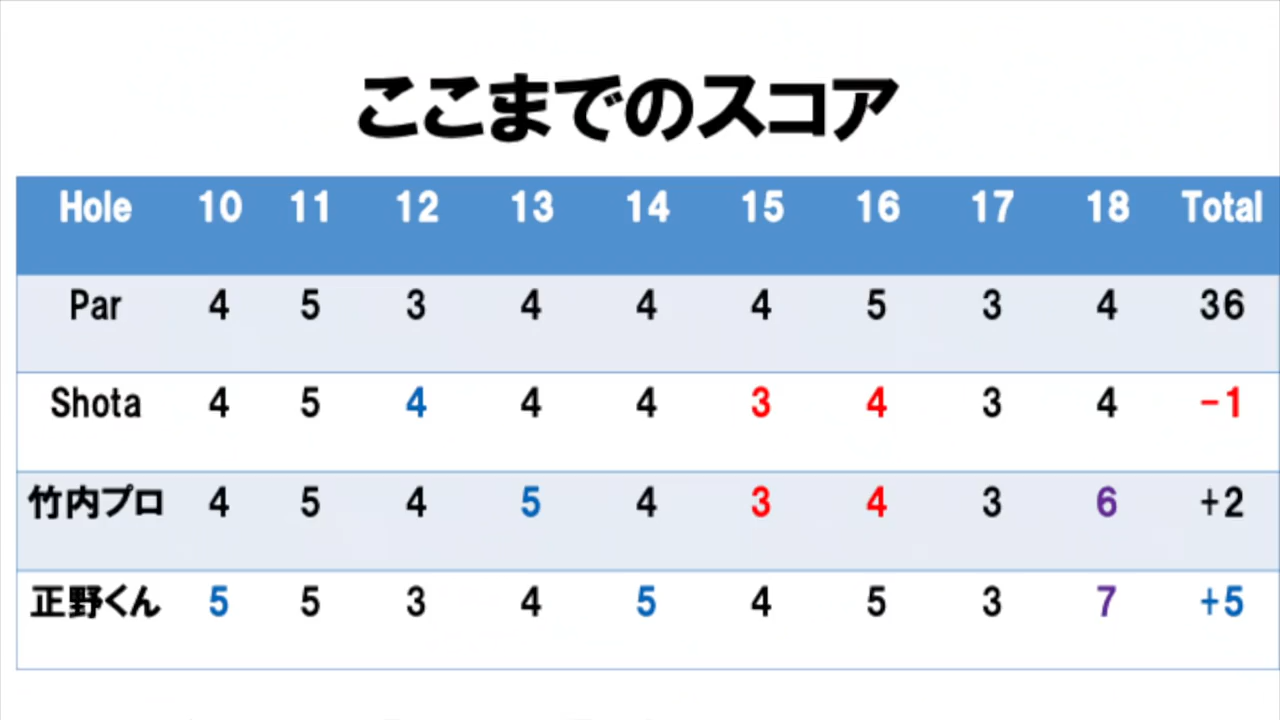 ここまでのスコア
Hole 10 11 12 13 14 15 16 17 18 Total
Par 4 5 3 4 4 4 5 3 4 36
Shota 4 5 4 4 4 3 4 3 4 -1
竹内プロ 4 5 4 5 4 3 4 3 6 +2
正野くん 5 5 3 4 5 4 5 3 7 +5